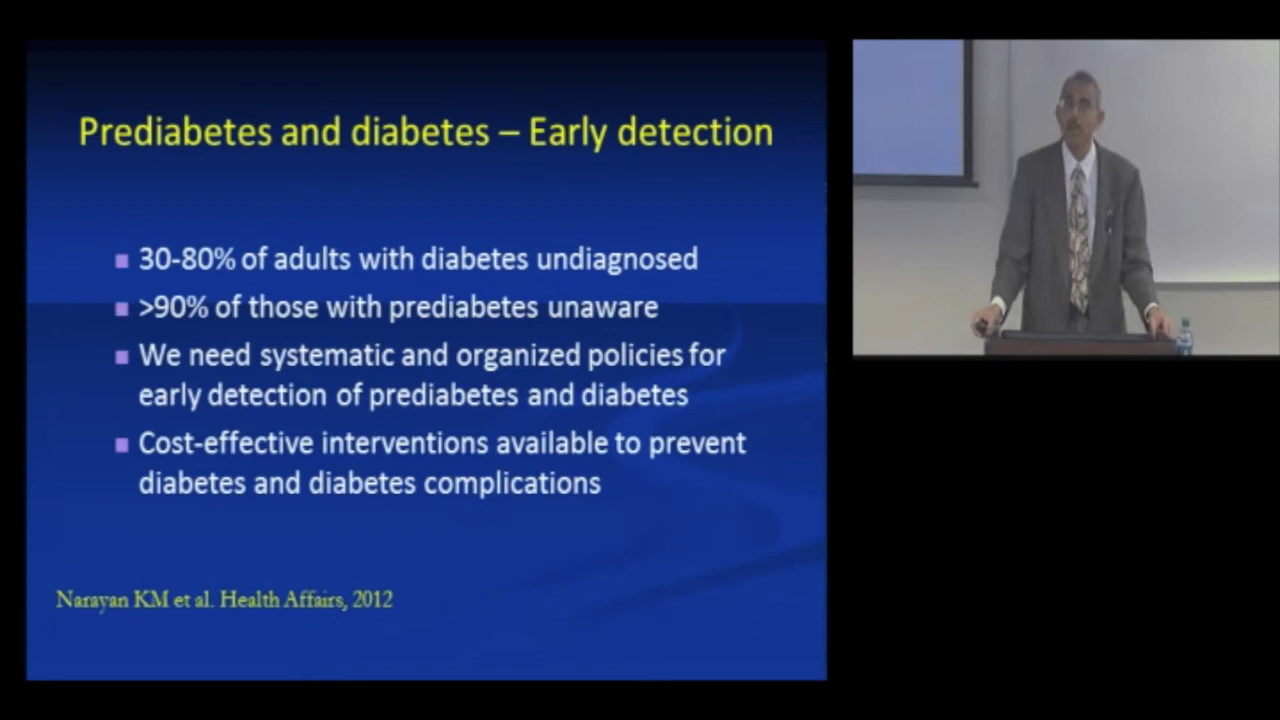 Prediabetes and diabetes – Early detection
30-80% of adults with diabetes undiagnosed
>90% of those with prediabetes unaware
We need systematic and organized policies for
early detection of prediabetes and diabetes
Cost-effective interventions available to prevent
diabetes and diabetes complications
Narayan KM et al. Health Affairs, 2012